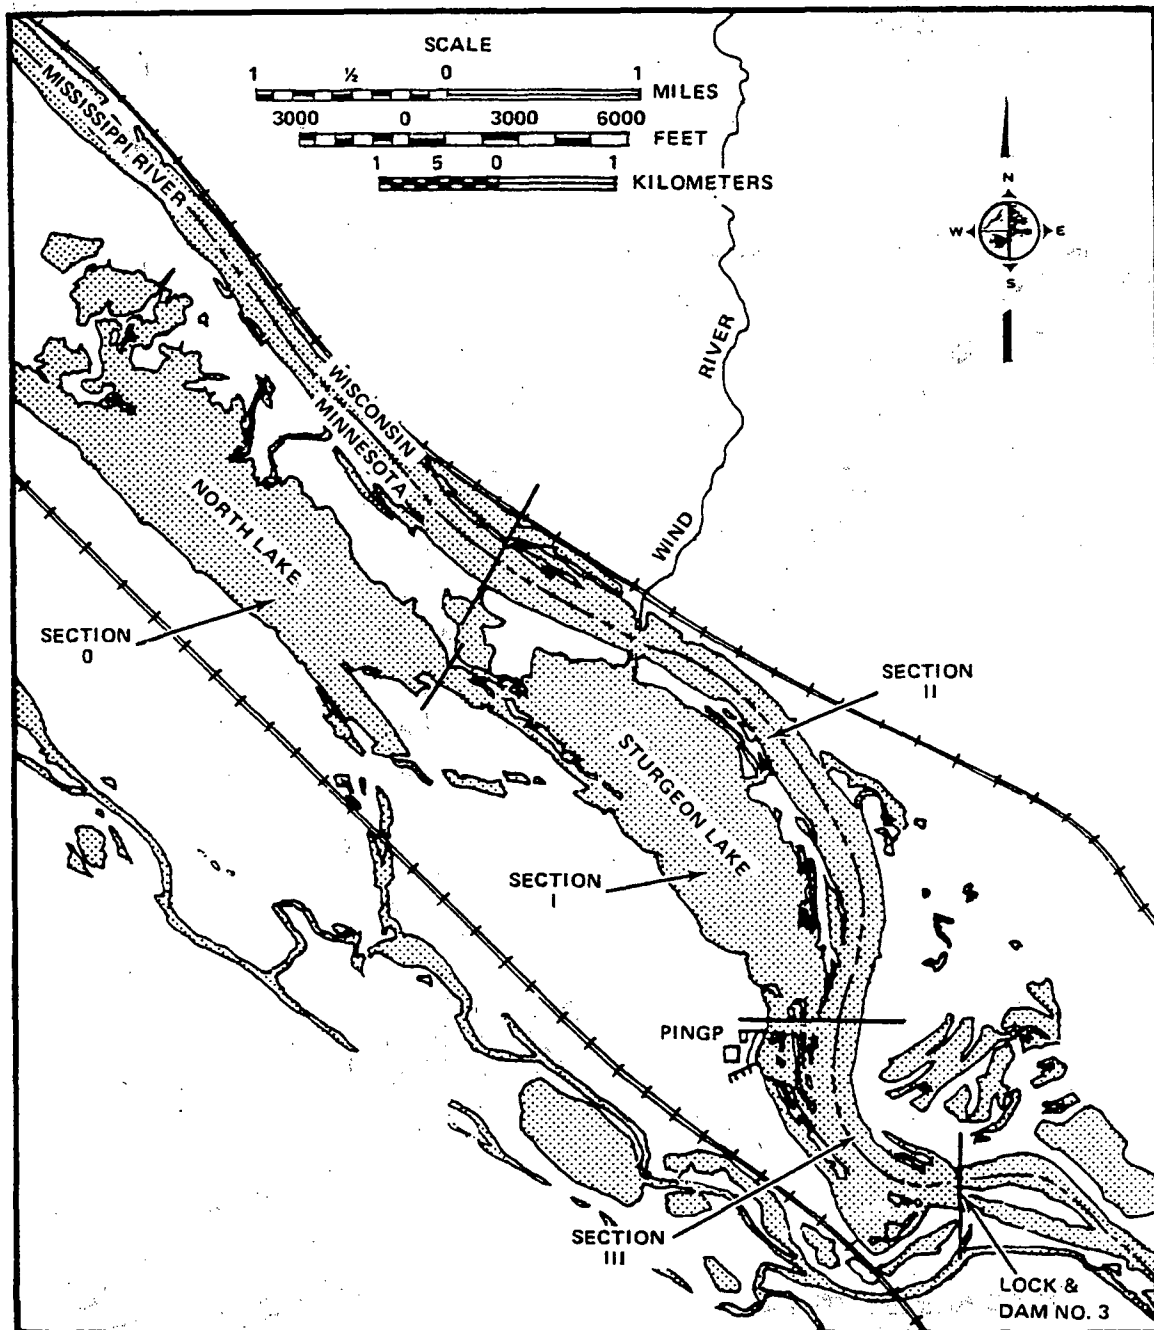 SCALE
1 ½ 0 1
MILES
3000 0 3000 6000
FEET
1 5 0 1
KILOMETERS
MISSISSIPPI RIVER
N
W E
S
RIVER
WIND
WISCONSIN
MINNESOTA
NORTH LAKE
SECTION
0
SECTION
II
STURGEON LAKE
SECTION
I
PINGP
SECTION
III
LOCK &
DAM NO. 3